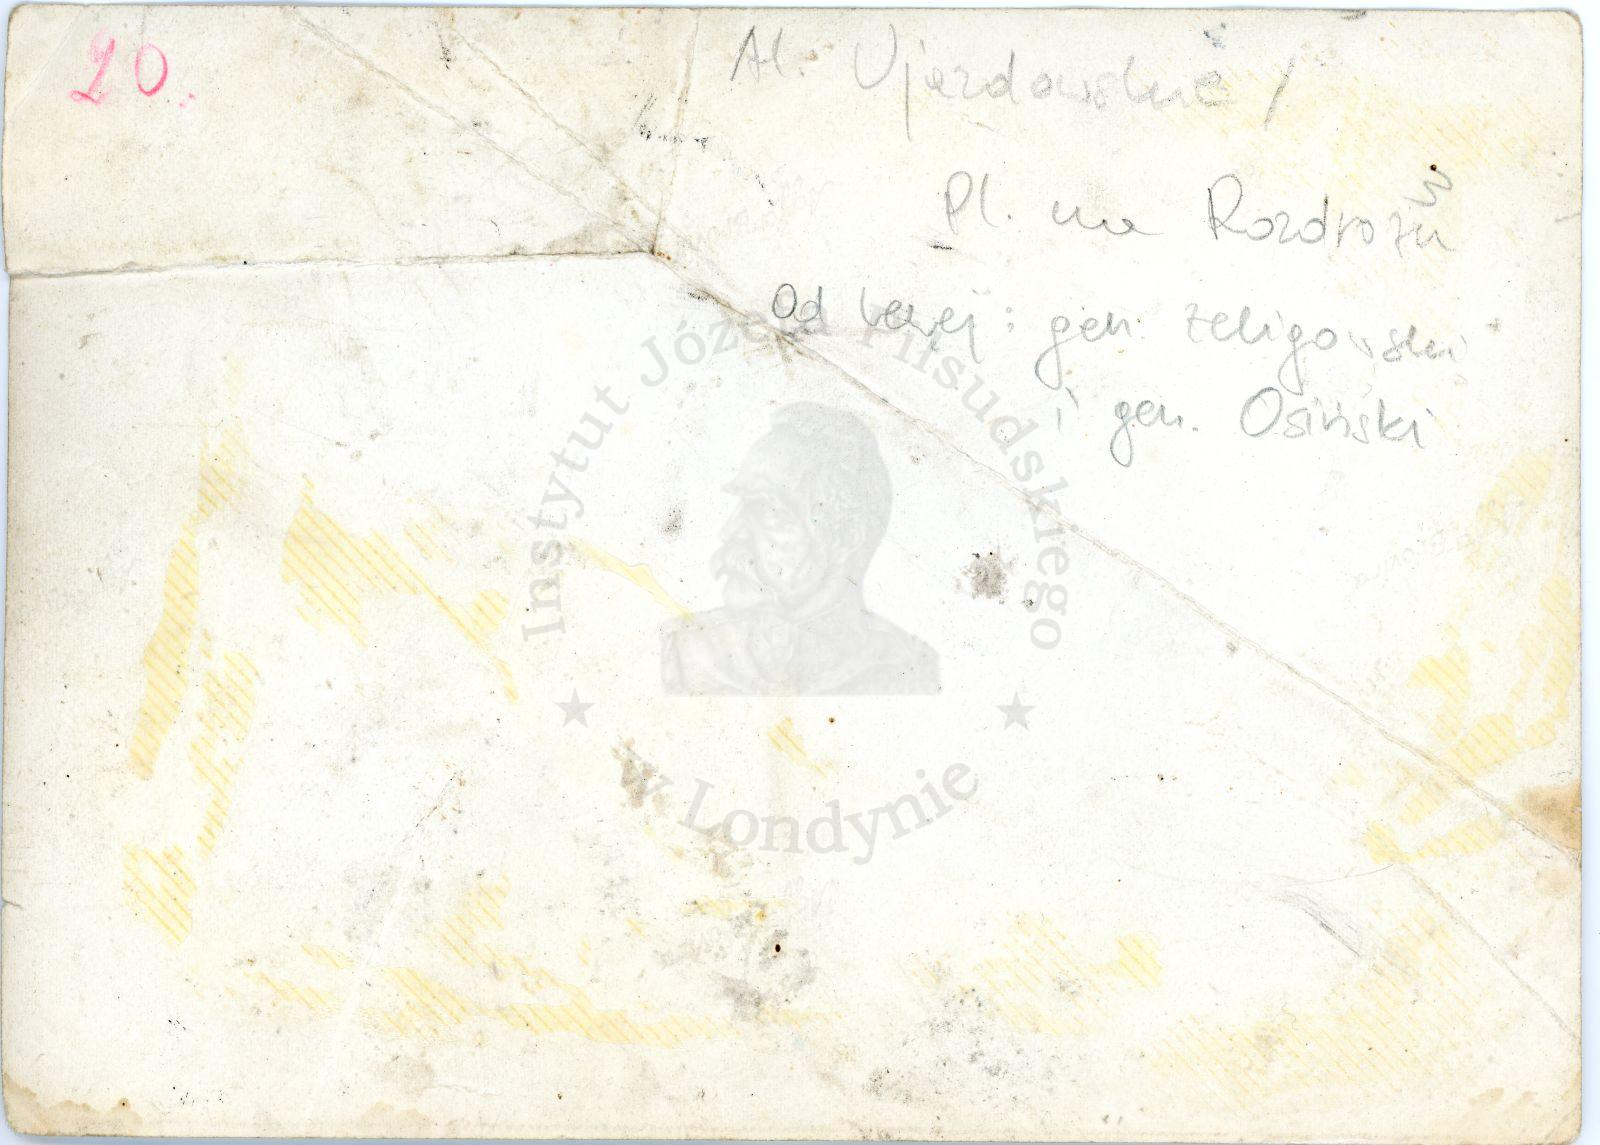 20.
Al. Ujazdowskie /
Pl. na Rozdrożu
Od lewej: gen. Żeligowski
i gen. Osiński
Instytut Józefa Piłsudskiego
w Londynie